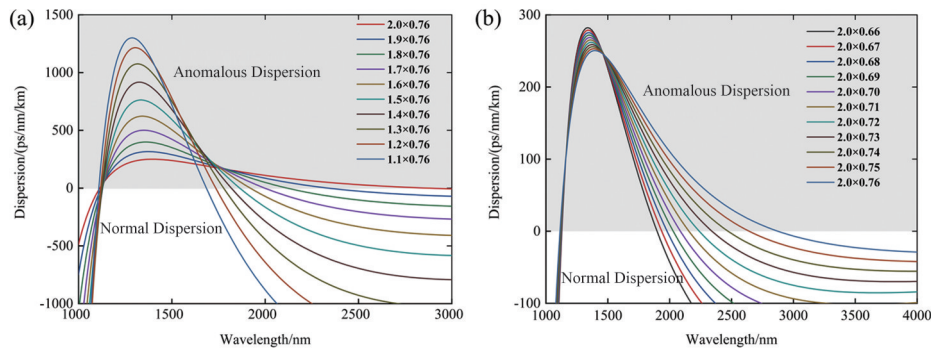 (a)
1500
1000
500
0
-500
-1000
Dispersion/(ps/nm/km)
Anomalous Dispersion
Normal Dispersion
2.0×0.76
1.9×0.76
1.8×0.76
1.7×0.76
1.6×0.76
1.5×0.76
1.4×0.76
1.3×0.76
1.2×0.76
1.1×0.76
1000 1500 2000 2500 3000
Wavelength/nm
(b)
300
200
100
0
-100
Dispersion/(ps/nm/km)
Anomalous Dispersion
Normal Dispersion
2.0×0.66
2.0×0.67
2.0×0.68
2.0×0.69
2.0×0.70
2.0×0.71
2.0×0.72
2.0×0.73
2.0×0.74
2.0×0.75
2.0×0.76
1000 1500 2000 2500 3000 3500 4000
Wavelength/nm